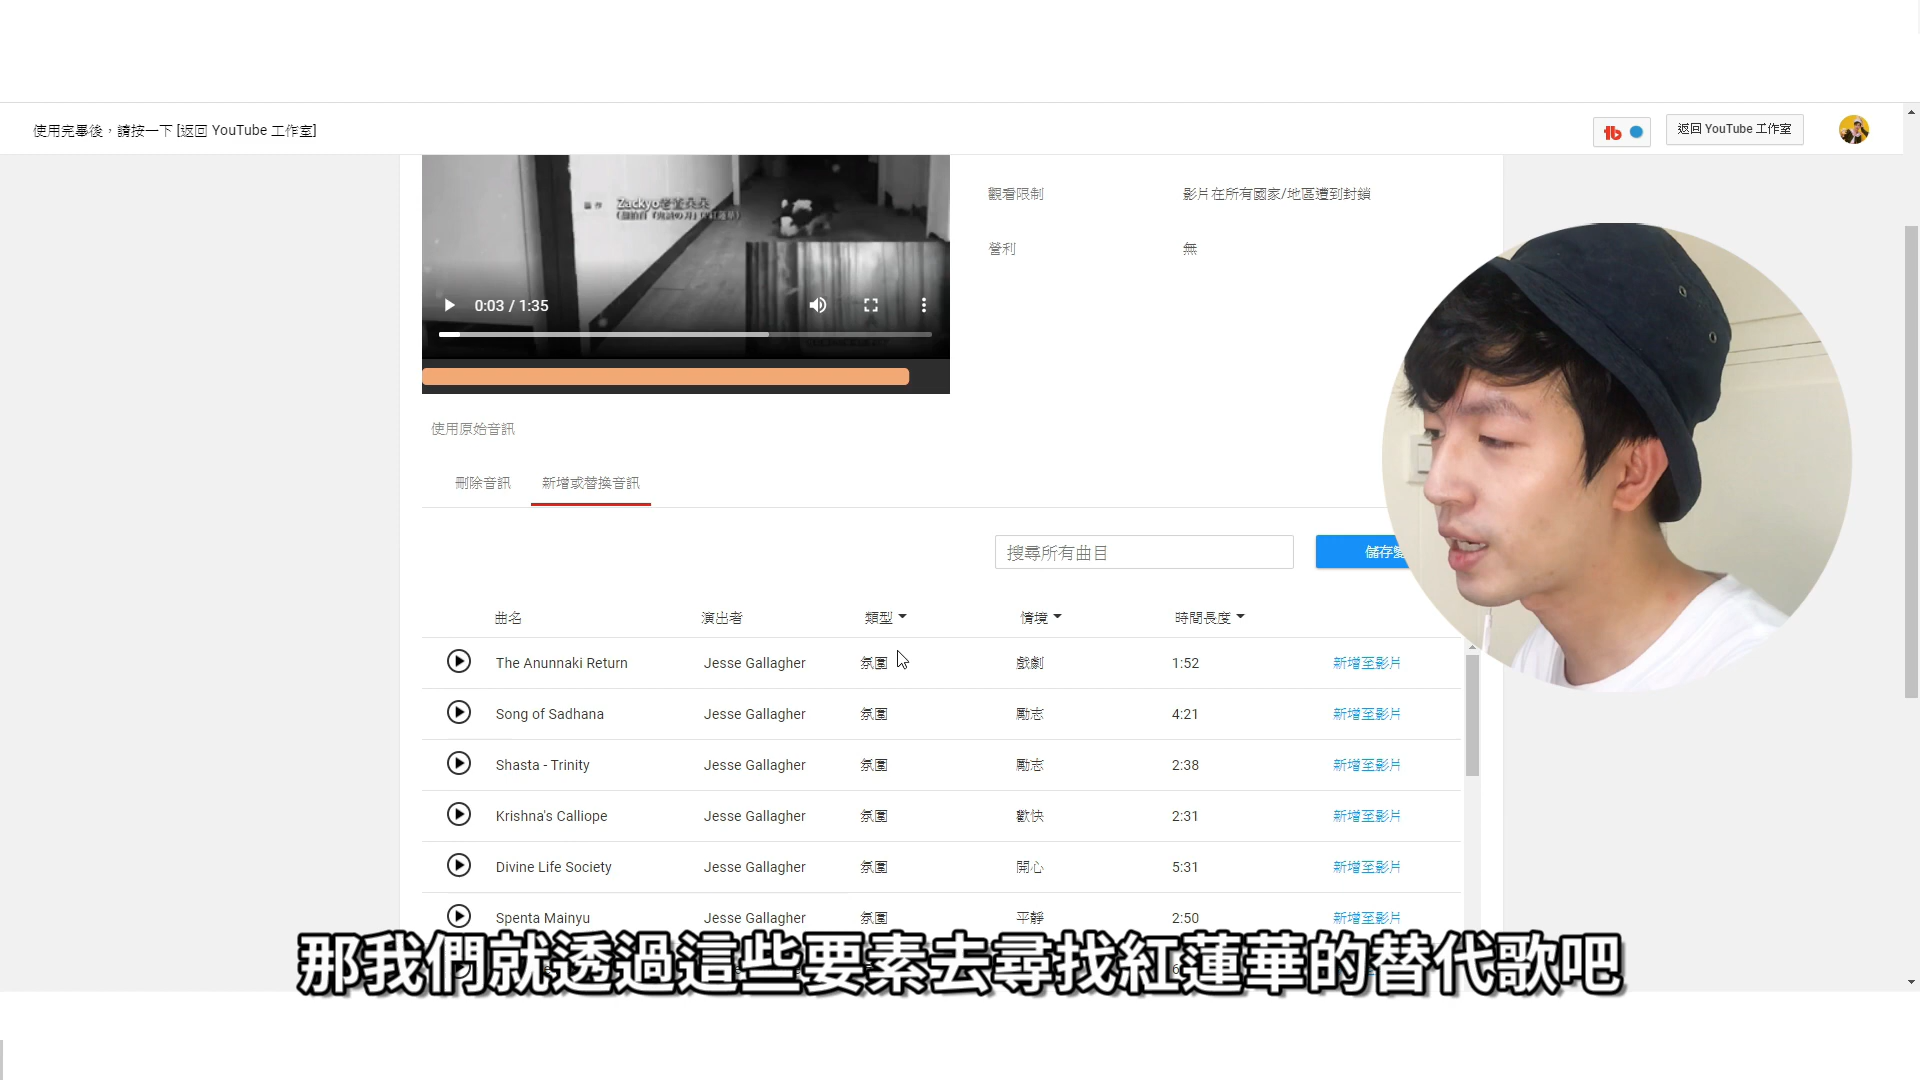 使用完畢後，請按一下 [返回 YouTube 工作室]
返回 YouTube 工作室
觀看限制
影片在所有國家/地區遭到封鎖
營利
無
0:03 / 1:35
使用原始音訊
刪除音訊
新增或替換音訊
搜尋所有曲目
儲存變
曲名 演出者 類型 情境 時間長度
The Anunnaki Return Jesse Gallagher 氛圍 戲劇 1:52 新增至影片
Song of Sadhana Jesse Gallagher 氛圍 勵志 4:21 新增至影片
Shasta - Trinity Jesse Gallagher 氛圍 勵志 2:38 新增至影片
Krishna's Calliope Jesse Gallagher 氛圍 歡快 2:31 新增至影片
Divine Life Society Jesse Gallagher 氛圍 開心 5:31 新增至影片
Spenta Mainyu Jesse Gallagher 氛圍 平靜 2:50 新增至影片
那我們就透過這些要素去尋找紅蓮華的替代歌吧